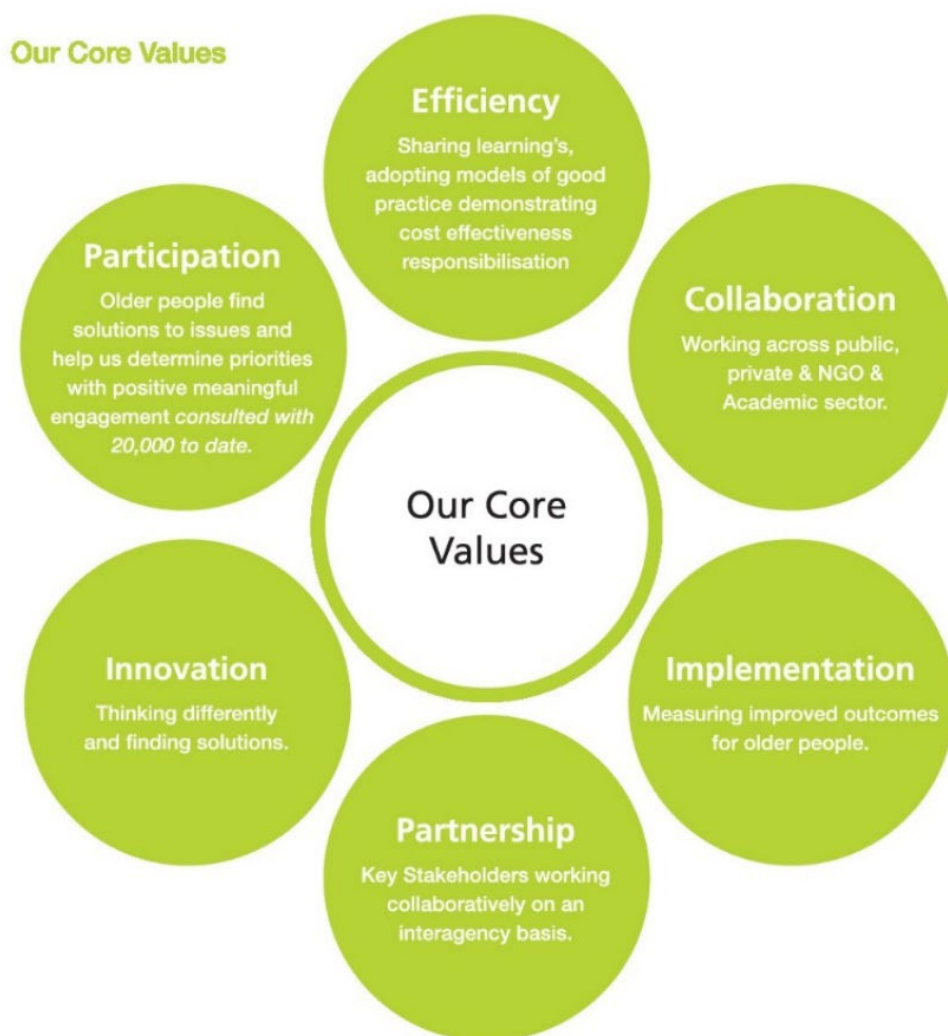 Our Core Values
Efficiency
Sharing learning's,
adopting models of good
practice demonstrating
cost effectiveness
responsibilisation
Collaboration
Working across public,
private & NGO &
Academic sector.
Implementation
Measuring improved outcomes
for older people.
Partnership
Key Stakeholders working
collaboratively on an
interagency basis.
Innovation
Thinking differently
and finding solutions.
Participation
Older people find
solutions to issues and
help us determine priorities
with positive meaningful
engagement consulted with
20,000 to date.
Our Core
Values